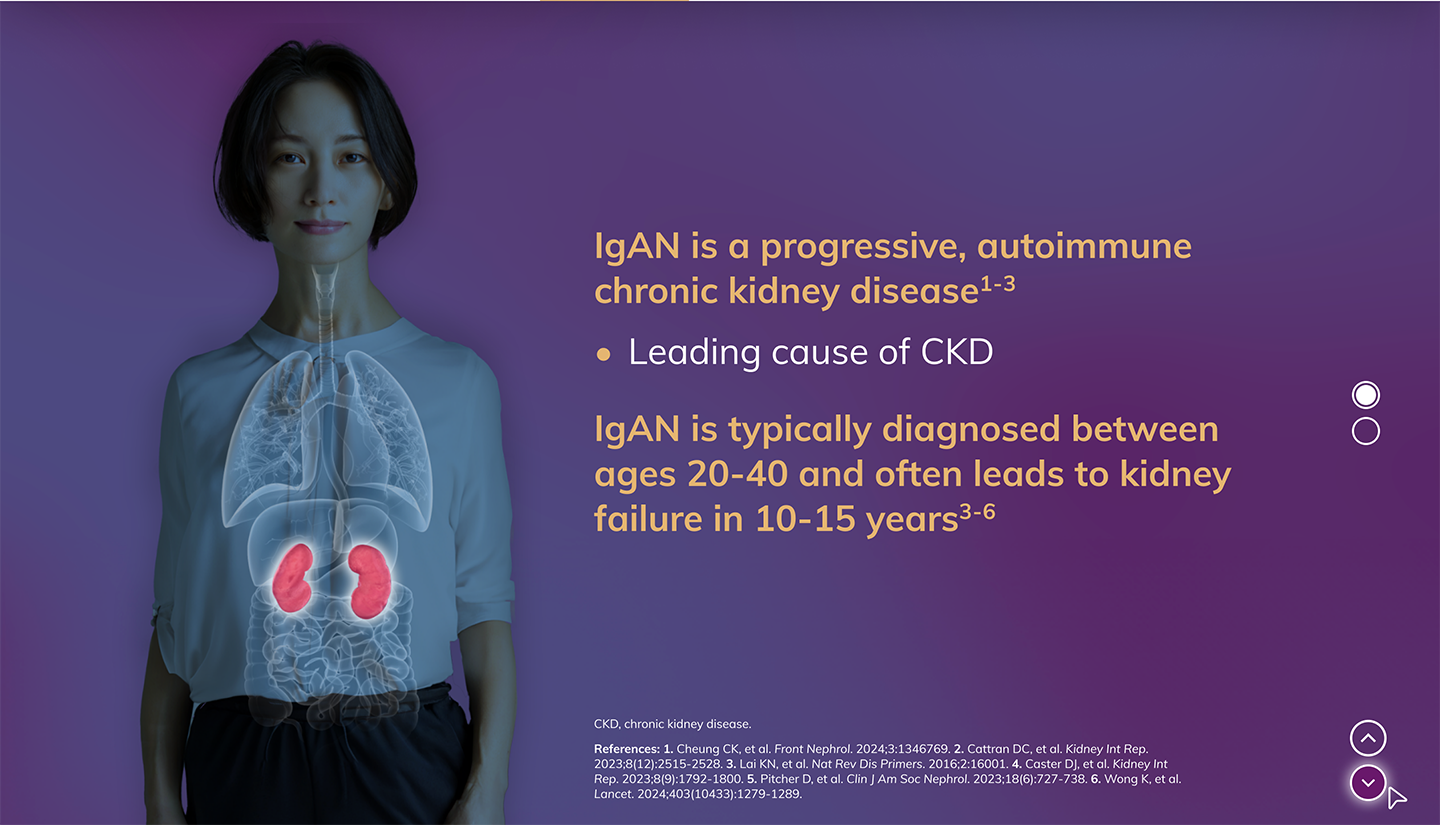 IgAN is a progressive, autoimmune
chronic kidney disease1-3
• Leading cause of CKD
IgAN is typically diagnosed between
ages 20-40 and often leads to kidney
failure in 10-15 years3-6
CKD, chronic kidney disease.
References: 1. Cheung CK, et al. Front Nephrol. 2024;3:1346769. 2. Cattran DC, et al. Kidney Int Rep.
2023;8(12):2515-2528. 3. Lai KN, et al. Nat Rev Dis Primers. 2016;2:16001. 4. Caster DJ, et al. Kidney Int
Rep. 2023;8(9):1792-1800. 5. Pitcher D, et al. Clin J Am Soc Nephrol. 2023;18(6):727-738. 6. Wong K, et al.
Lancet. 2024;403(10433):1279-1289.